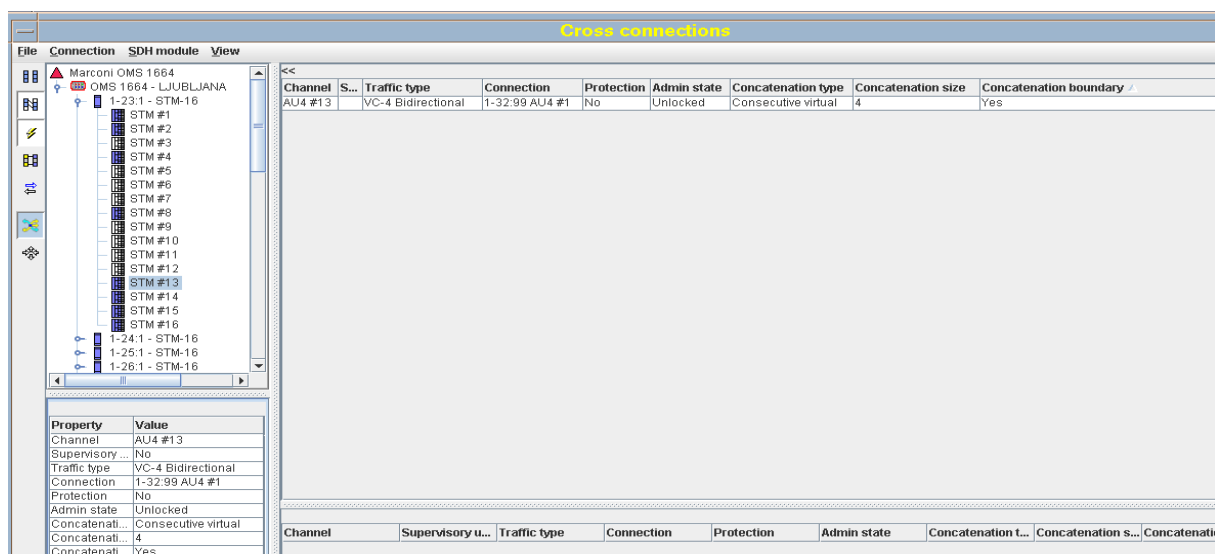 Cross connections
File Connection SDH module View
Marconi OMS 1664
OMS 1664 - LJUBLJANA
1-23:1 - STM-16
STM #1
STM #2
STM #3
STM #4
STM #5
STM #6
STM #7
STM #8
STM #9
STM #10
STM #11
STM #12
STM #13
STM #14
STM #15
STM #16
1-24:1 - STM-16
1-25:1 - STM-16
1-26:1 - STM-16
<<
Channel S... Traffic type Connection Protection Admin state Concatenation type Concatenation size Concatenation boundary
AU4 #13 VC-4 Bidirectional 1-32:99 AU4 #1 No Unlocked Consecutive virtual 4 Yes
Property Value
Channel AU4 #13
Supervisory ... No
Traffic type VC-4 Bidirectional
Connection 1-32:99 AU4 #1
Protection No
Admin state Unlocked
Concatenati... Consecutive virtual
Concatenati... 4
Concatenati... Yes
Channel Supervisory u... Traffic type Connection Protection Admin state Concatenation t... Concatenation s... Concatenati